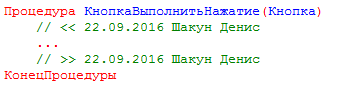 Процедура КнопкаВыполнитьНажатие(Кнопка)
// << 22.09.2016 Шакун Денис
...
// >> 22.09.2016 Шакун Денис
КонецПроцедуры